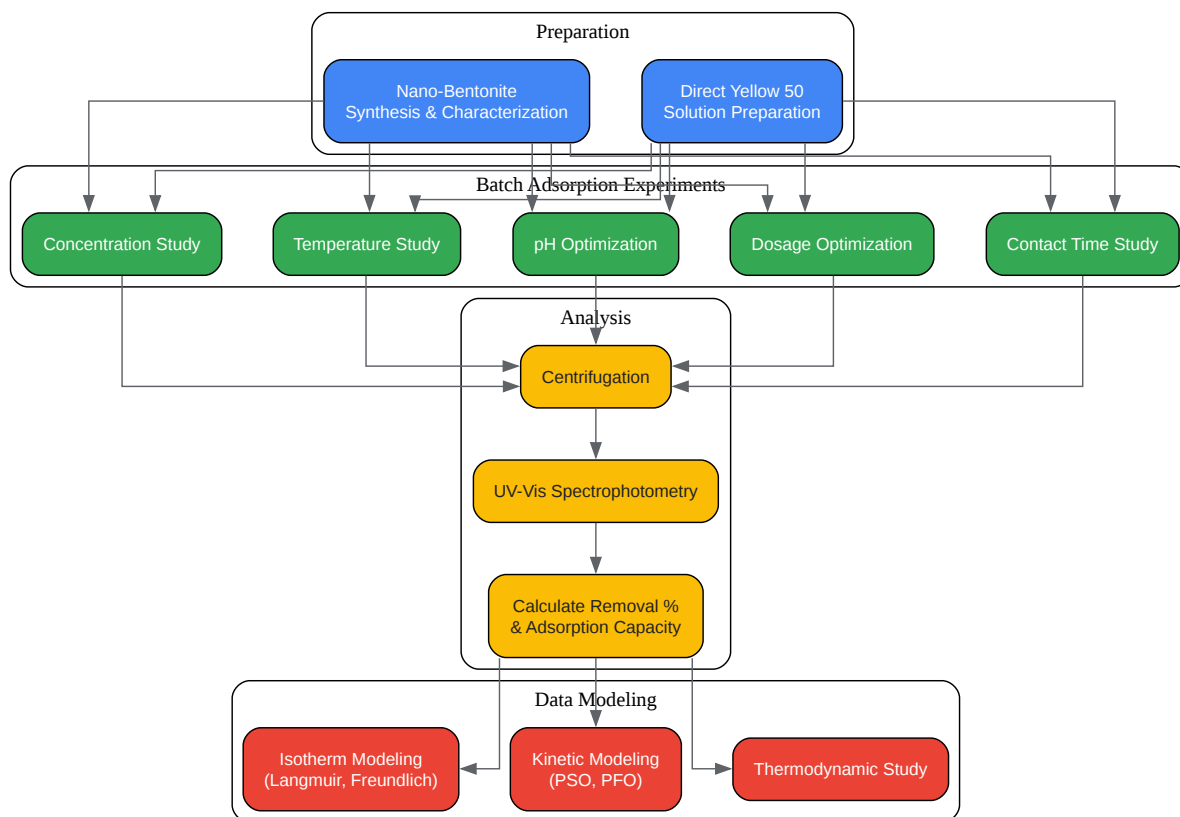 Preparation
Nano-Bentonite
Synthesis & Characterization
Direct Yellow 50
Solution Preparation
Batch Adsorption Experiments
Concentration Study
Temperature Study
pH Optimization
Dosage Optimization
Contact Time Study
Analysis
Centrifugation
UV-Vis Spectrophotometry
Calculate Removal %
& Adsorption Capacity
Data Modeling
Isotherm Modeling
(Langmuir, Freundlich)
Kinetic Modeling
(PSO, PFO)
Thermodynamic Study